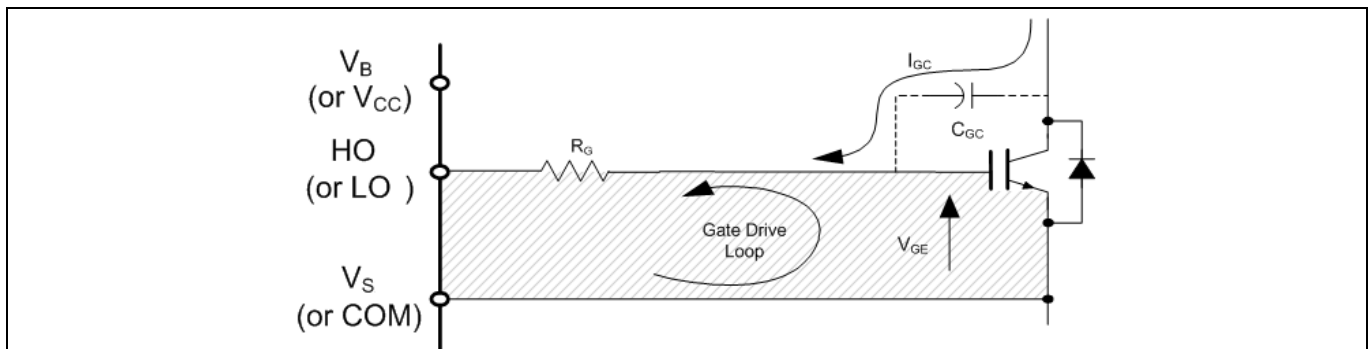 V_B
(or V_CC)
HO
(or LO )
V_S
(or COM)
R_G
I_GC
C_GC
Gate Drive
Loop
V_GE